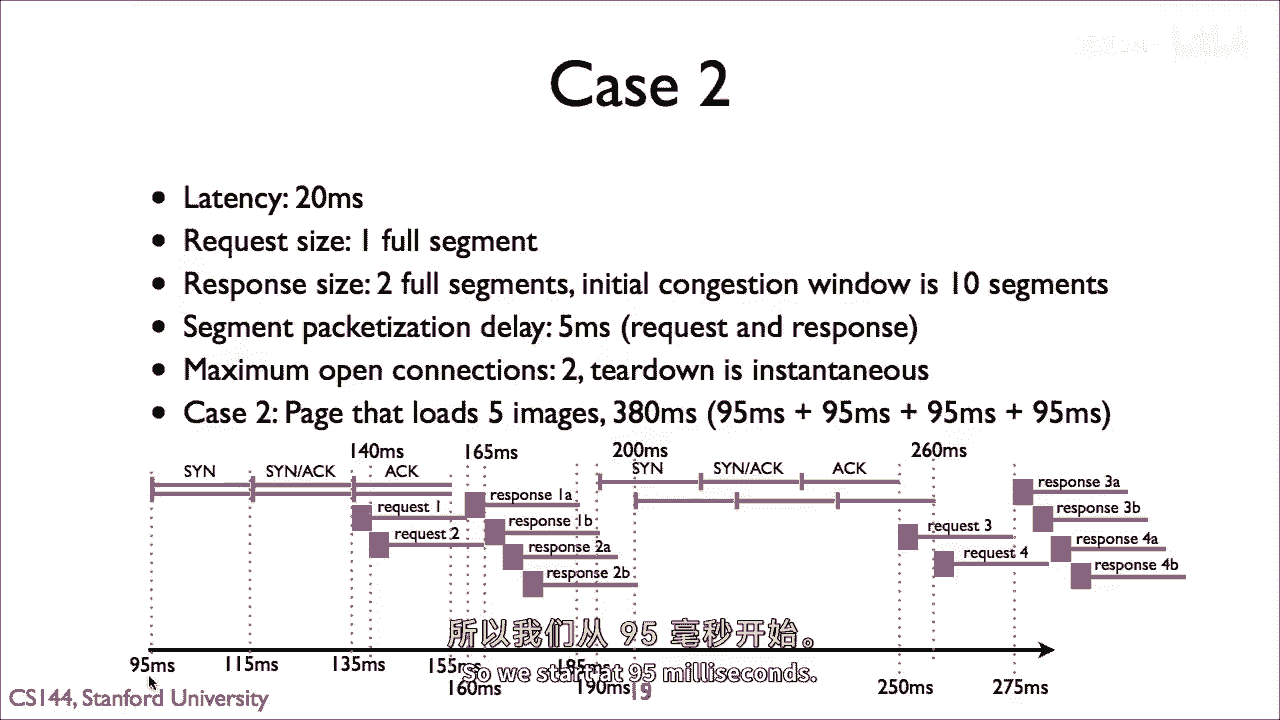 Case 2
• Latency: 20ms
• Request size: 1 full segment
• Response size: 2 full segments, initial congestion window is 10 segments
• Segment packetization delay: 5ms (request and response)
• Maximum open connections: 2, teardown is instantaneous
• Case 2: Page that loads 5 images, 380ms (95ms + 95ms + 95ms + 95ms)
140ms 165ms 200ms 260ms
SYN SYN/ACK ACK SYN SYN/ACK ACK
response 3a
response 1a
request 1
response 3b
response 1b request 3
request 2
response 4a
response 2a request 4
response 4b
response 2b
所以我们从 95 毫秒开始。
95ms 115ms 135ms 155ms 185ms
So we start at 95 milliseconds.
160ms 190ms 19 250ms 275ms
CS144, Stanford University